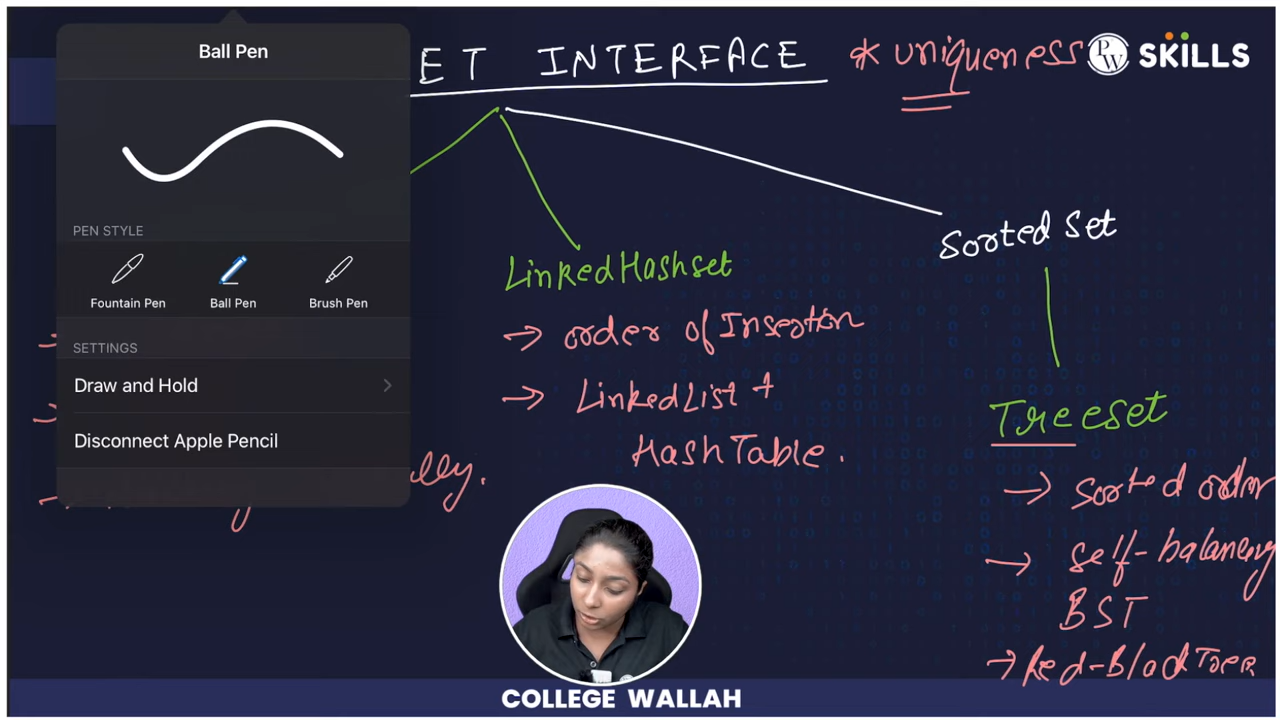 Ball Pen
ET INTERFACE
* uniqueness
PW SKILLS
PEN STYLE
Fountain Pen
Ball Pen
Brush Pen
SETTINGS
Draw and Hold
Disconnect Apple Pencil
LinkedHashset
→ order of Insertion
→ LinkedList +
HashTable.
Sorted Set
Treeset
→ Sorted order
→ self-balancing
BST
→ Red-Black Tree
COLLEGE WALLAH